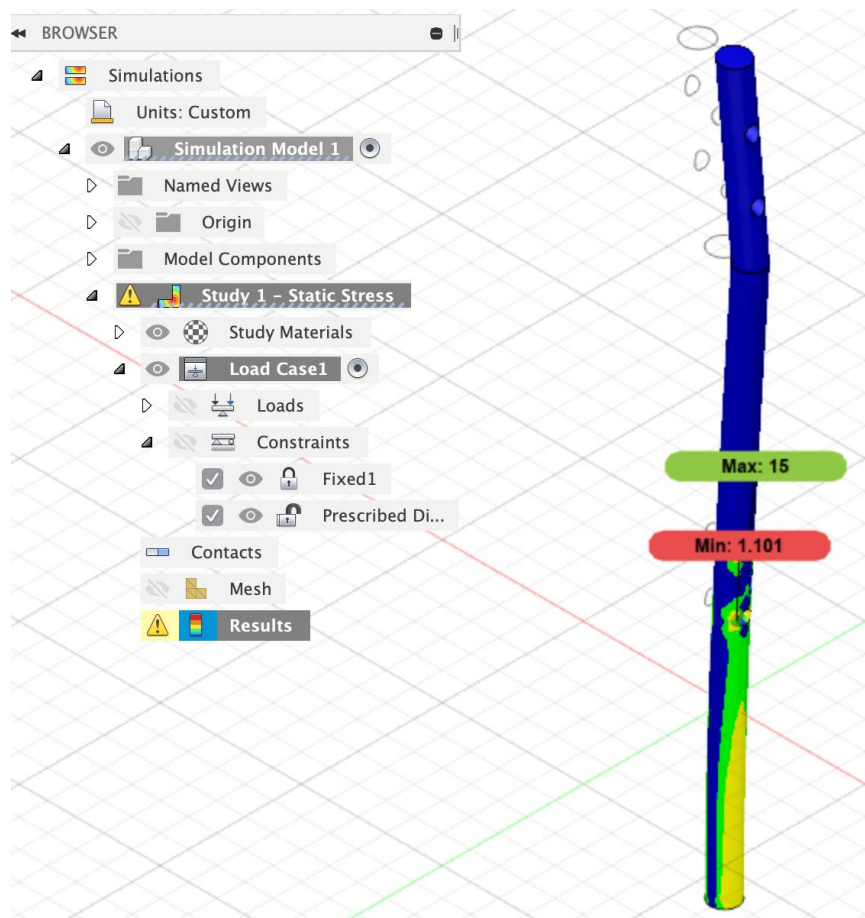 BROWSER
Simulations
Units: Custom
Simulation Model 1
Named Views
Origin
Model Components
Study 1 - Static Stress
Study Materials
Load Case1
Loads
Constraints
Fixed1
Prescribed Di...
Contacts
Mesh
Results
Max: 15
Min: 1.101